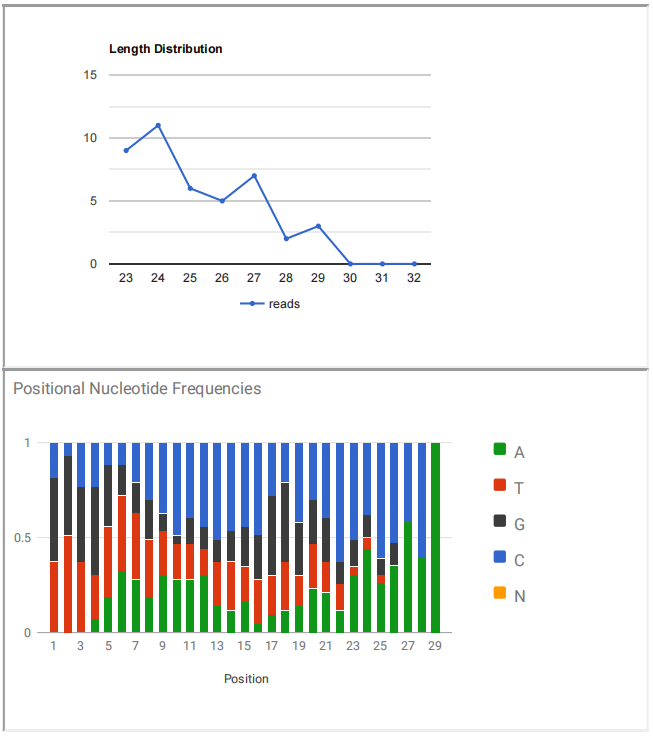 Length Distribution
15
10
5
0
23 24 25 26 27 28 29 30 31 32
reads
Positional Nucleotide Frequencies
1
0.5
0
1 3 5 7 9 11 13 15 17 19 21 23 25 27 29
Position
A
T
G
C
N